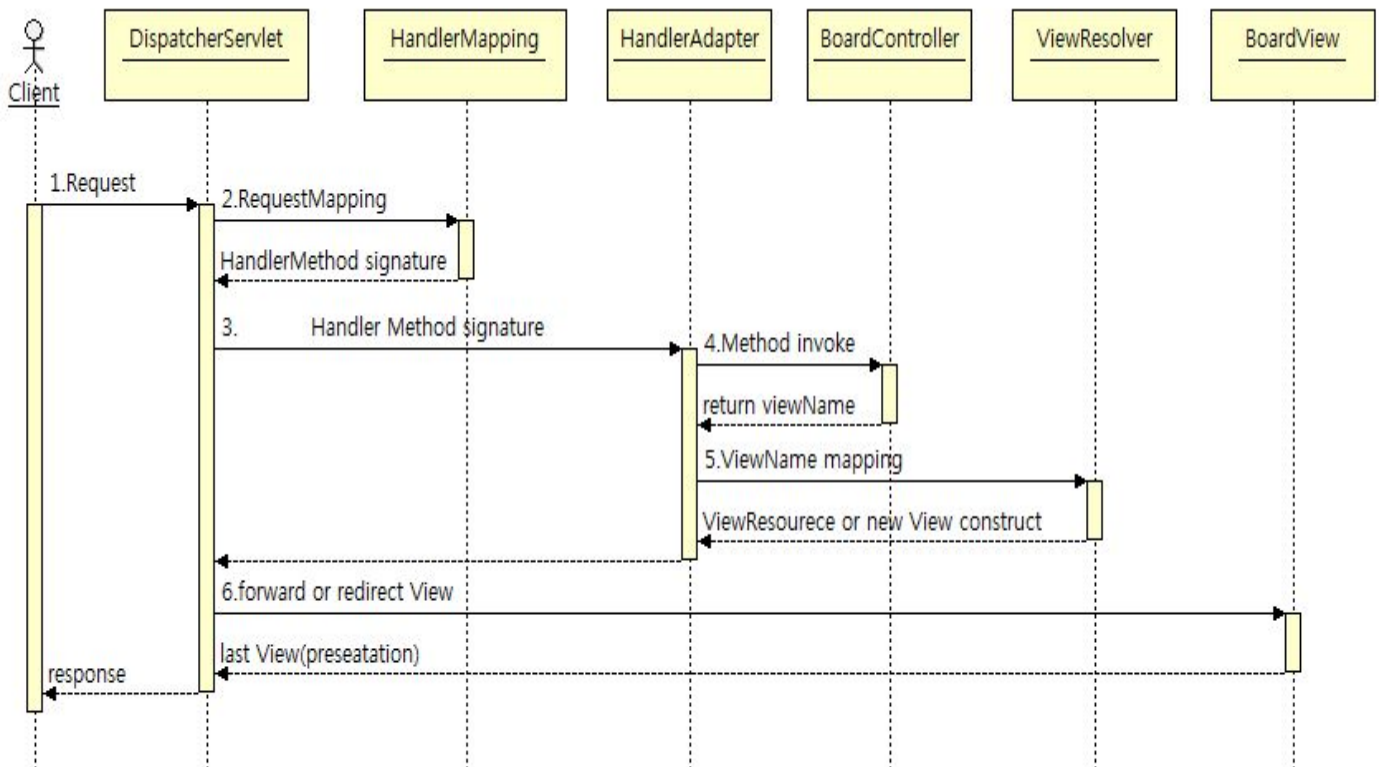 DispatcherServlet
HandlerMapping
HandlerAdapter
BoardController
ViewResolver
BoardView
Client
1.Request
2.RequestMapping
HandlerMethod signature
3. Handler Method signature
4.Method invoke
return viewName
5.ViewName mapping
ViewResourece or new View construct
6.forward or redirect View
last View(preseatation)
response